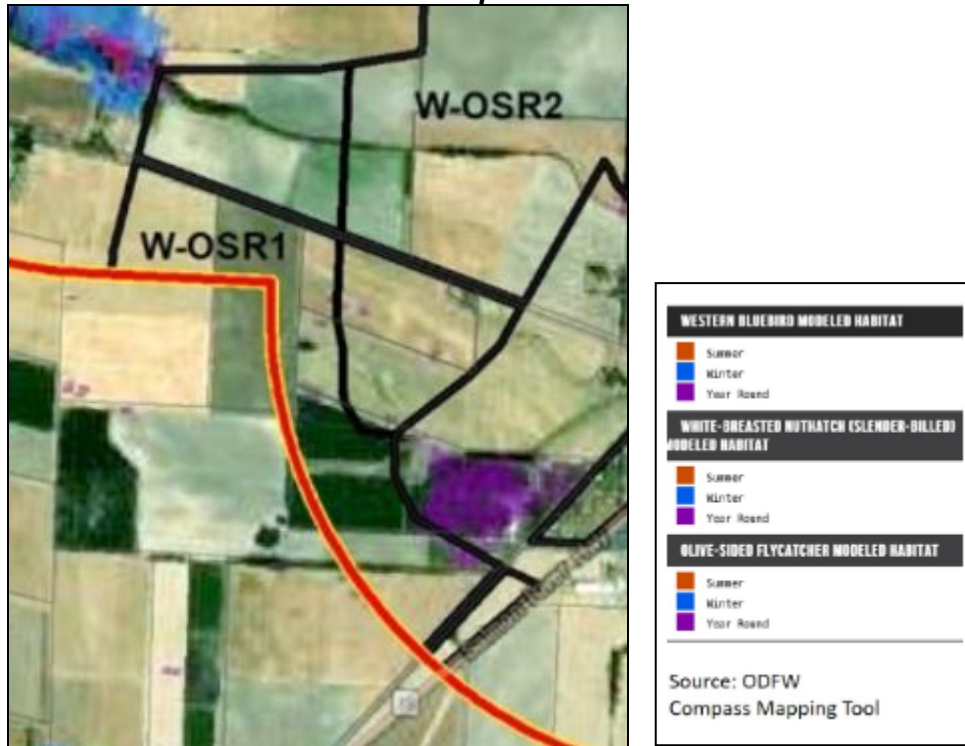 W-OSR2
W-OSR1
WESTERN BLUEBIRD MODELED HABITAT
Summer
Winter
Year Round
WHITE-BREASTED NUTHATCH (SLENDER-BILLED)
MODELED HABITAT
Summer
Winter
Year Round
OLIVE-SIDED FLYCATCHER MODELED HABITAT
Summer
Winter
Year Round
Source: ODFW
Compass Mapping Tool